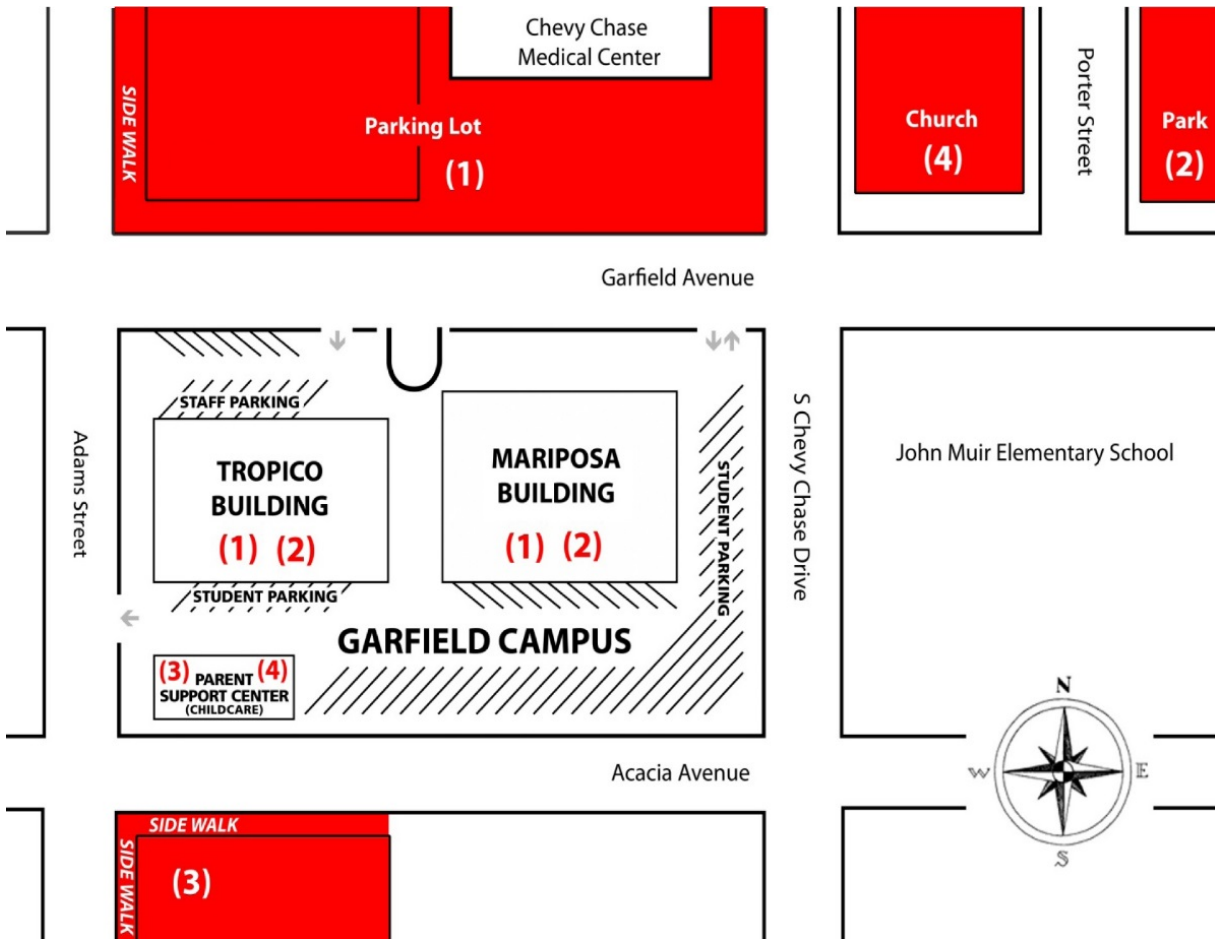 Chevy Chase
Medical Center
SIDE WALK
Parking Lot
(1)
Church
(4)
Porter Street
Park
(2)
Garfield Avenue
STAFF PARKING
TROPICO
BUILDING
(1) (2)
STUDENT PARKING
MARIPOSA
BUILDING
(1) (2)
STUDENT PARKING
Adams Street
S Chevy Chase Drive
John Muir Elementary School
GARFIELD CAMPUS
(3) PARENT (4)
SUPPORT CENTER
(CHILDCARE)
N
W
E
S
Acacia Avenue
SIDE WALK
SIDE WALK
(3)